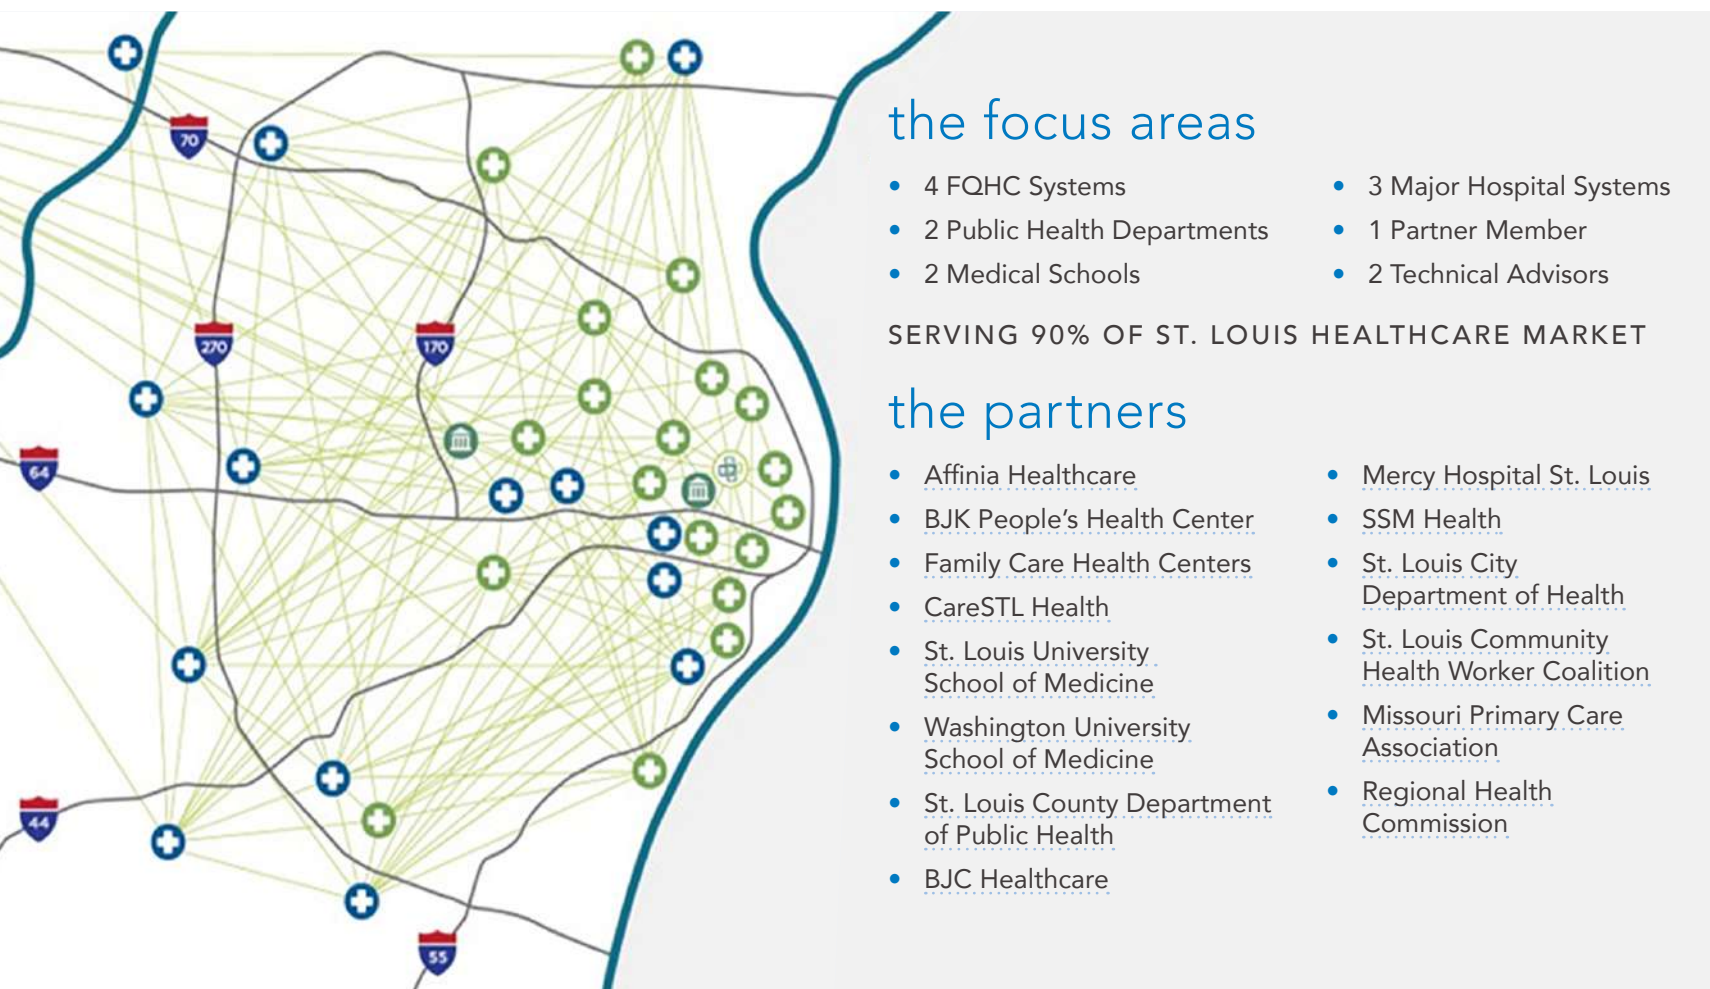 70
270
170
64
44
55
the focus areas
4 FQHC Systems
2 Public Health Departments
2 Medical Schools
3 Major Hospital Systems
1 Partner Member
2 Technical Advisors
SERVING 90% OF ST. LOUIS HEALTHCARE MARKET
the partners
Affinia Healthcare
BJK People’s Health Center
Family Care Health Centers
CareSTL Health
St. Louis University
School of Medicine
Washington University
School of Medicine
St. Louis County Department
of Public Health
BJC Healthcare
Mercy Hospital St. Louis
SSM Health
St. Louis City
Department of Health
St. Louis Community
Health Worker Coalition
Missouri Primary Care
Association
Regional Health
Commission